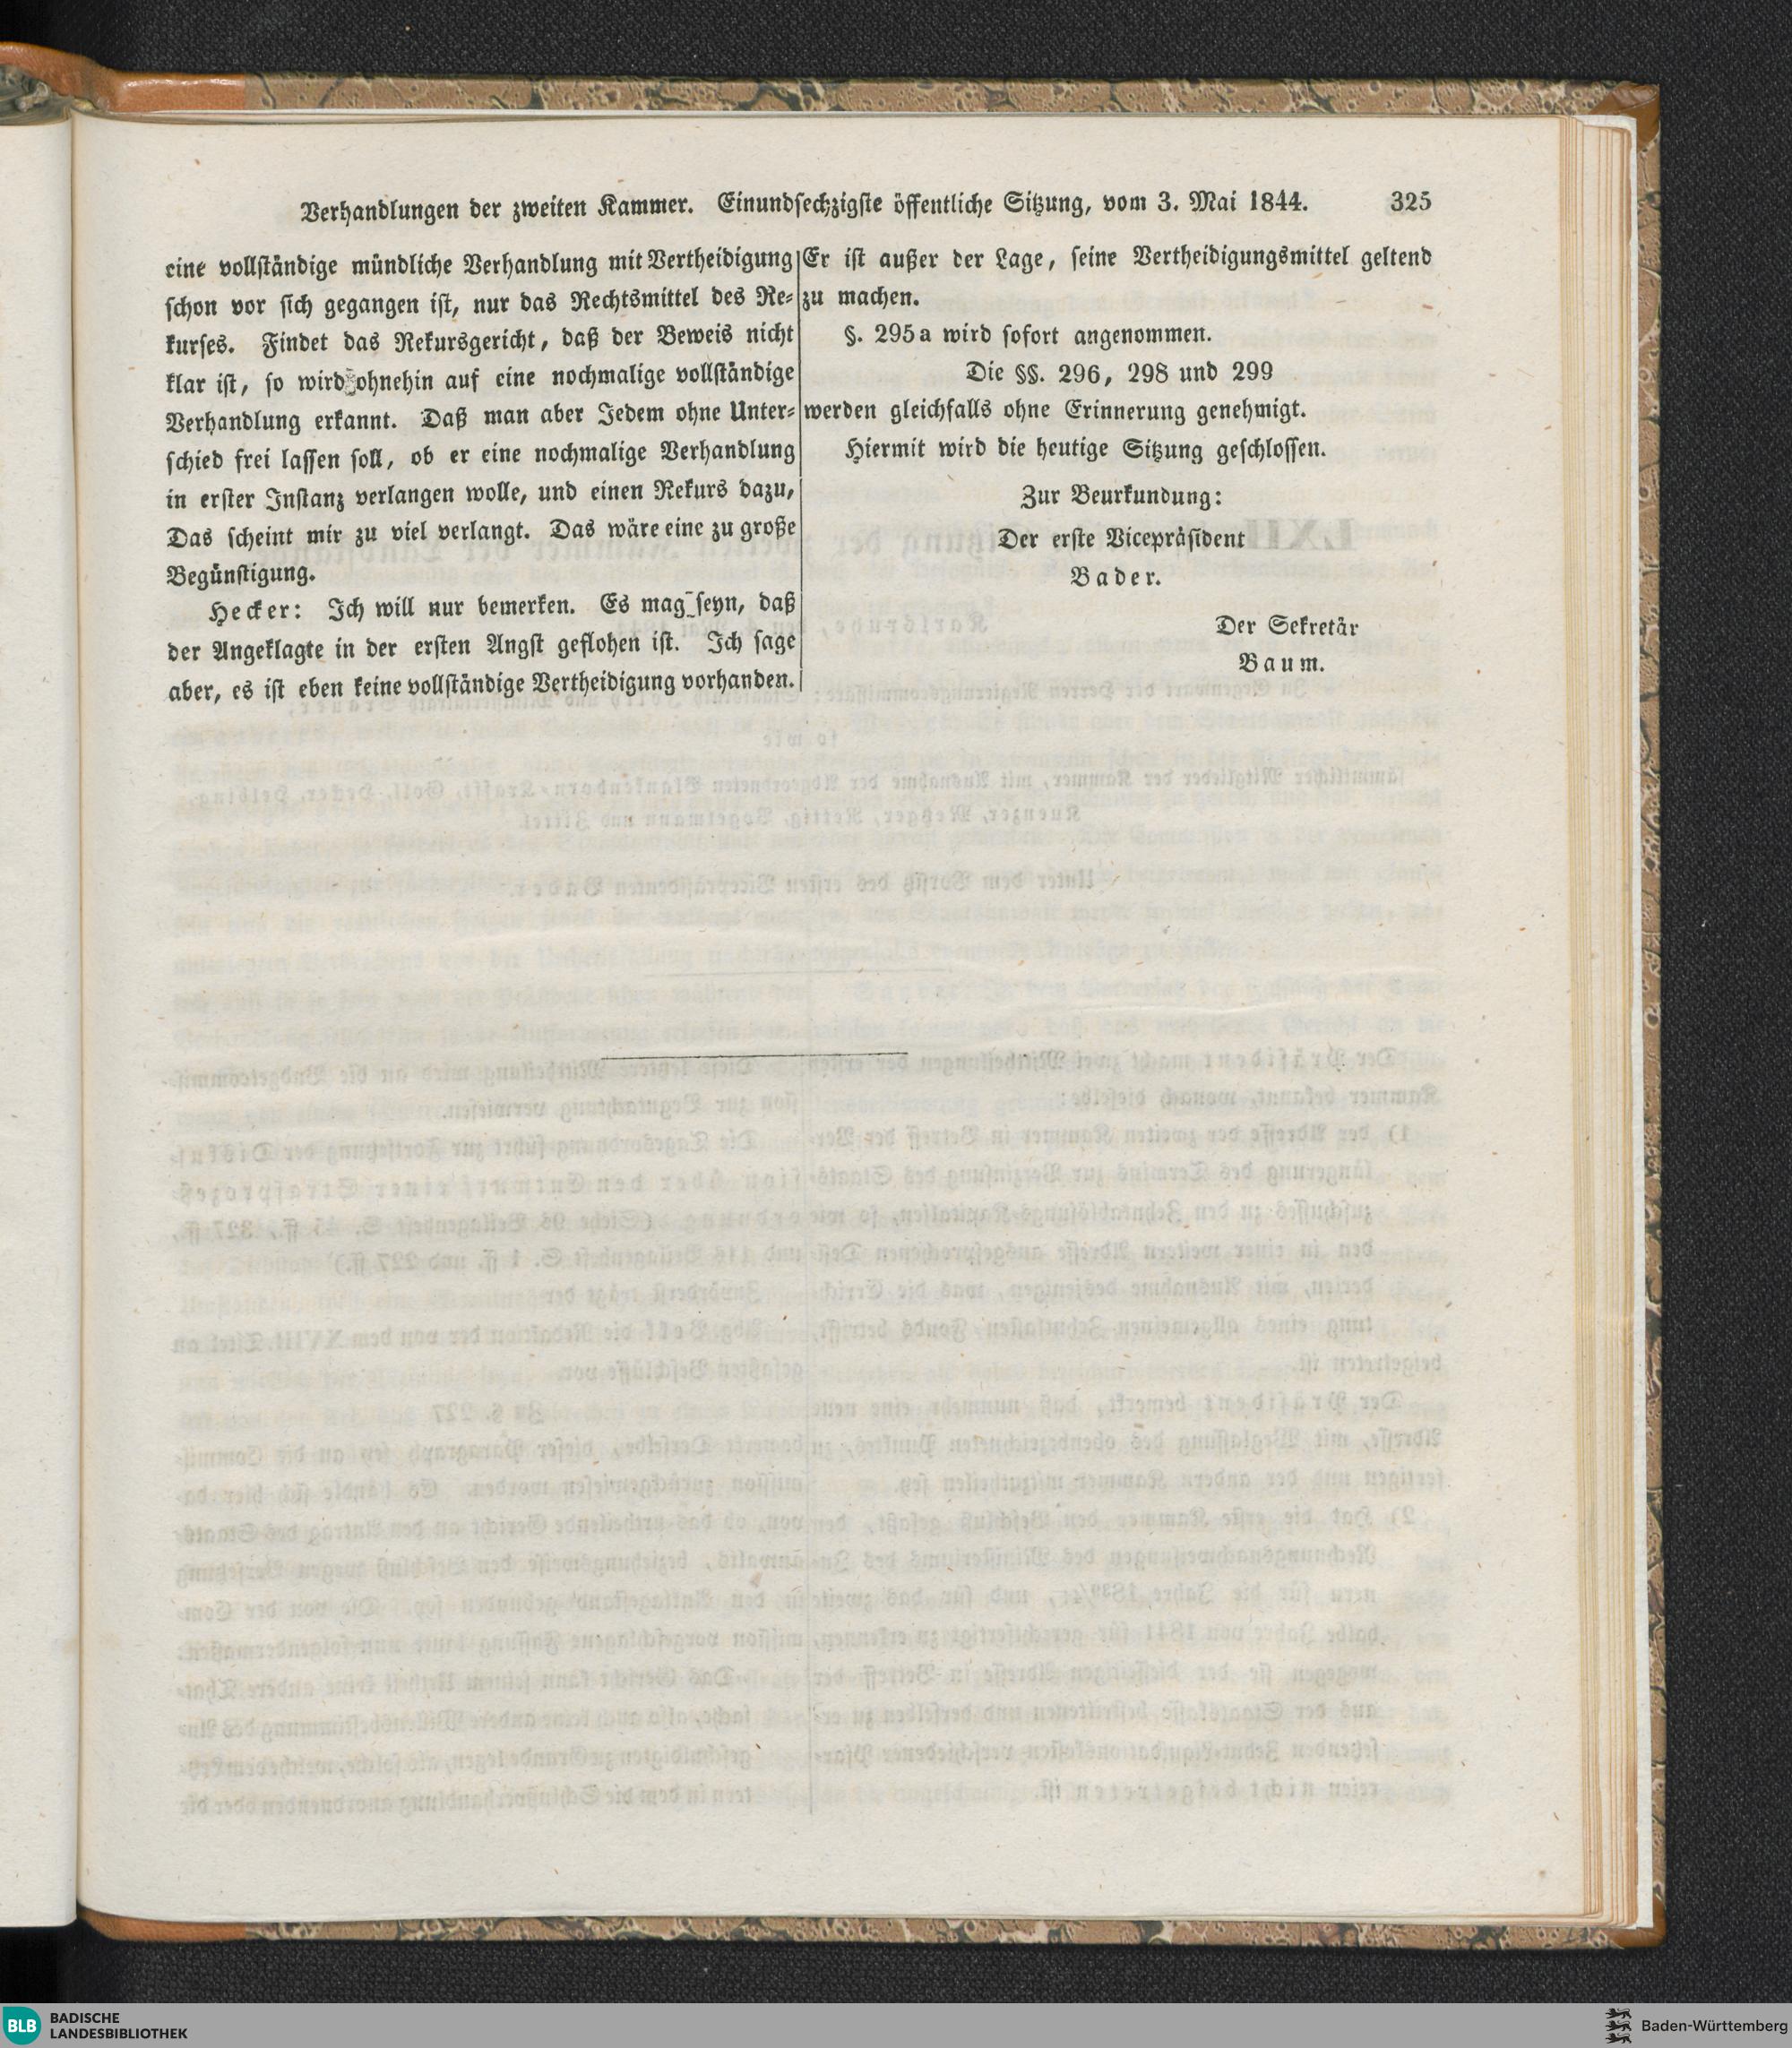 Verhandlungen der zweiten Kammer. Einundsechzigste öffentliche Sitzung, vom 3. Mai 1844. 325
eine vollständige mündliche Verhandlung mit Vertheidigung
schon vor sich gegangen ist, nur das Rechtsmittel des Re-
kurses. Findet das Rekursgericht, daß der Beweis nicht
klar ist, so wird ohnehin auf eine nochmalige vollständige
Verhandlung erkannt. Daß man aber Jedem ohne Unter-
schied frei lassen soll, ob er eine nochmalige Verhandlung
in erster Instanz verlangen wolle, und einen Rekurs dazu,
Das scheint mir zu viel verlangt. Das wäre eine zu große
Begünstigung.
Hecker: Ich will nur bemerken. Es mag seyn, daß
der Angeklagte in der ersten Angst geflohen ist. Ich sage
aber, es ist eben keine vollständige Vertheidigung vorhanden.
Er ist außer der Lage, seine Vertheidigungsmittel geltend
zu machen.
§. 295a wird sofort angenommen.
Die §§. 296, 298 und 299
werden gleichfalls ohne Erinnerung genehmigt.
Hiermit wird die heutige Sitzung geschlossen.
Zur Beurkundung:
Der erste Vicepräsident
Bader.
Der Sekretär
Baum.
BLB BADISCHE
LANDESBIBLIOTHEK
Baden-Württemberg